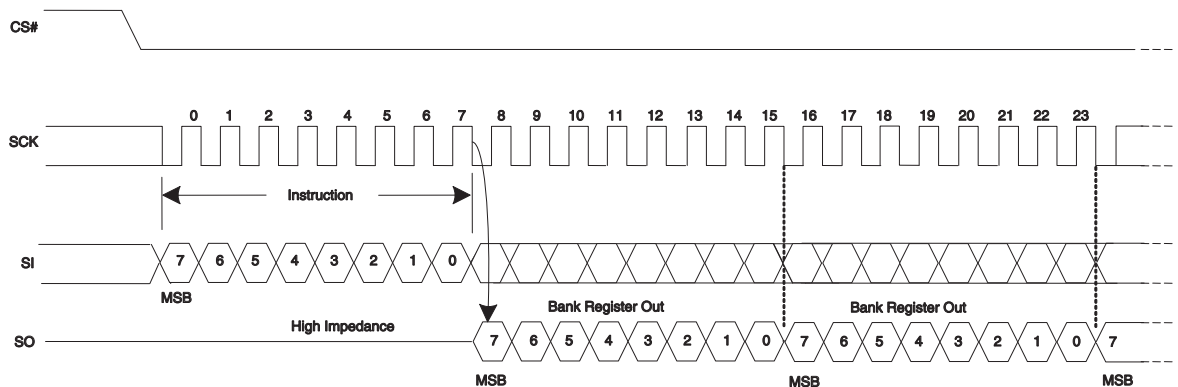 CS#
0 1 2 3 4 5 6 7 8 9 10 11 12 13 14 15 16 17 18 19 20 21 22 23
SCK
Instruction
SI 7 6 5 4 3 2 1 0
MSB
Bank Register Out Bank Register Out
High Impedance
SO 7 6 5 4 3 2 1 0 7 6 5 4 3 2 1 0 7
MSB MSB MSB